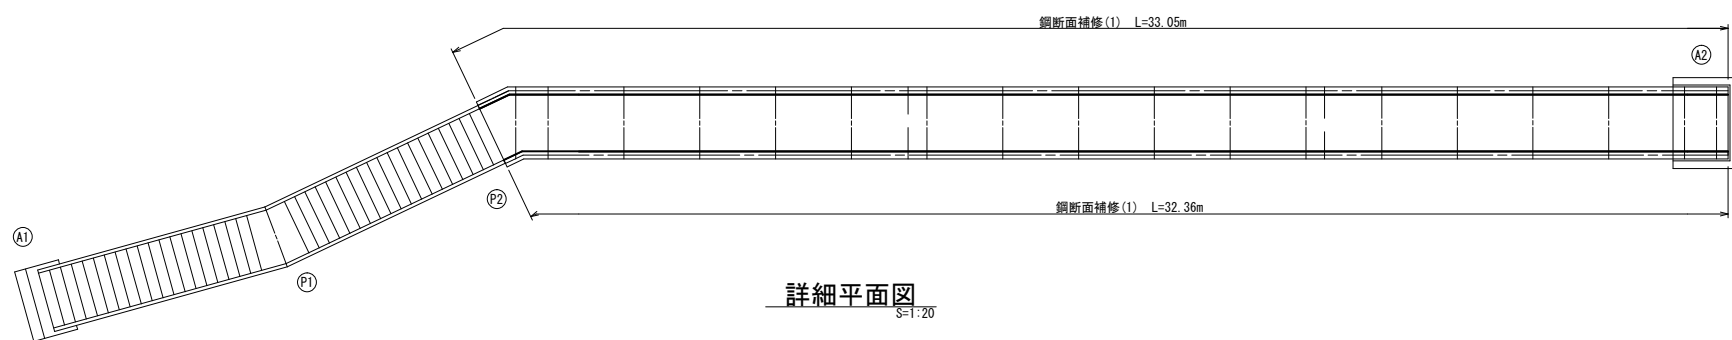 鋼断面補修(1) L=33.05m
A2
P2
鋼断面補修(1) L=32.36m
A1
P1
詳細平面図
S=1:20